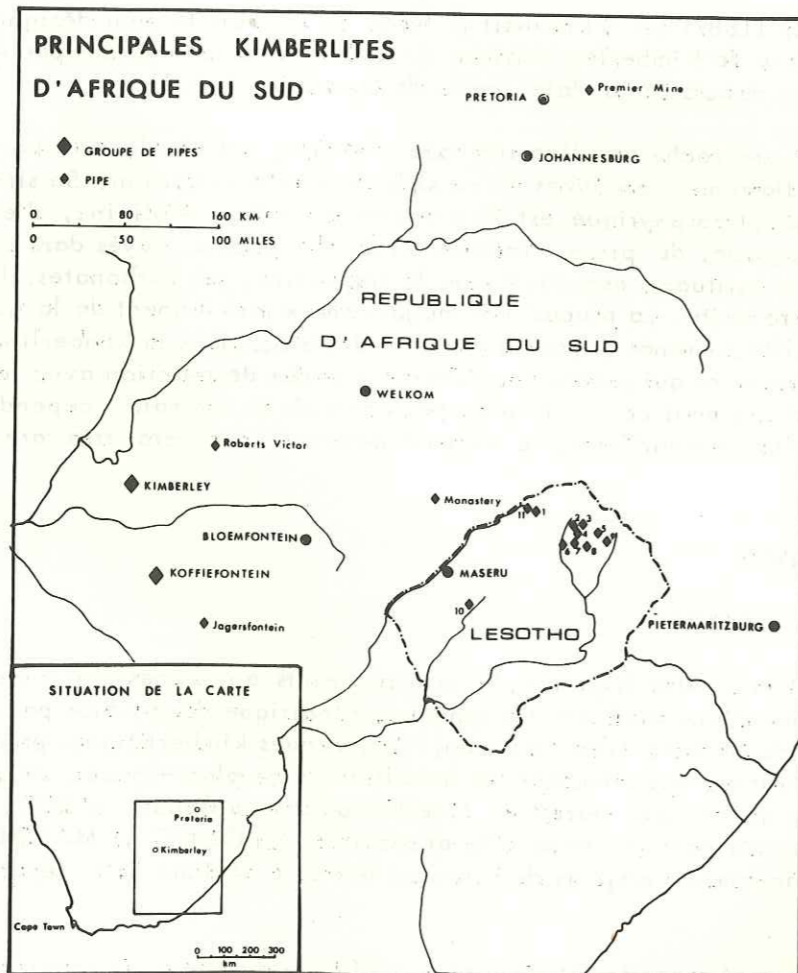 PRINCIPALES KIMBERLITES
D'AFRIQUE DU SUD
PRETORIA
Premier Mine
JOHANNESBURG
GROUPE DE PIPES
PIPE
0. 80 160 KM
0 50 100 MILES
REPUBLIQUE
D'AFRIQUE DU SUD
WELKOM
Roberts Victor
KIMBERLEY
Monastery
11 1
2 3
4 5
9
6 7 8
BLOEMFONTEIN
KOFFIEFONTEIN
MASERU
10
Jagersfontein
LESOTHO
PIETERMARITZBURG
SITUATION DE LA CARTE
Pretoria
Kimberley
Cape Town
0 100 200 300
km